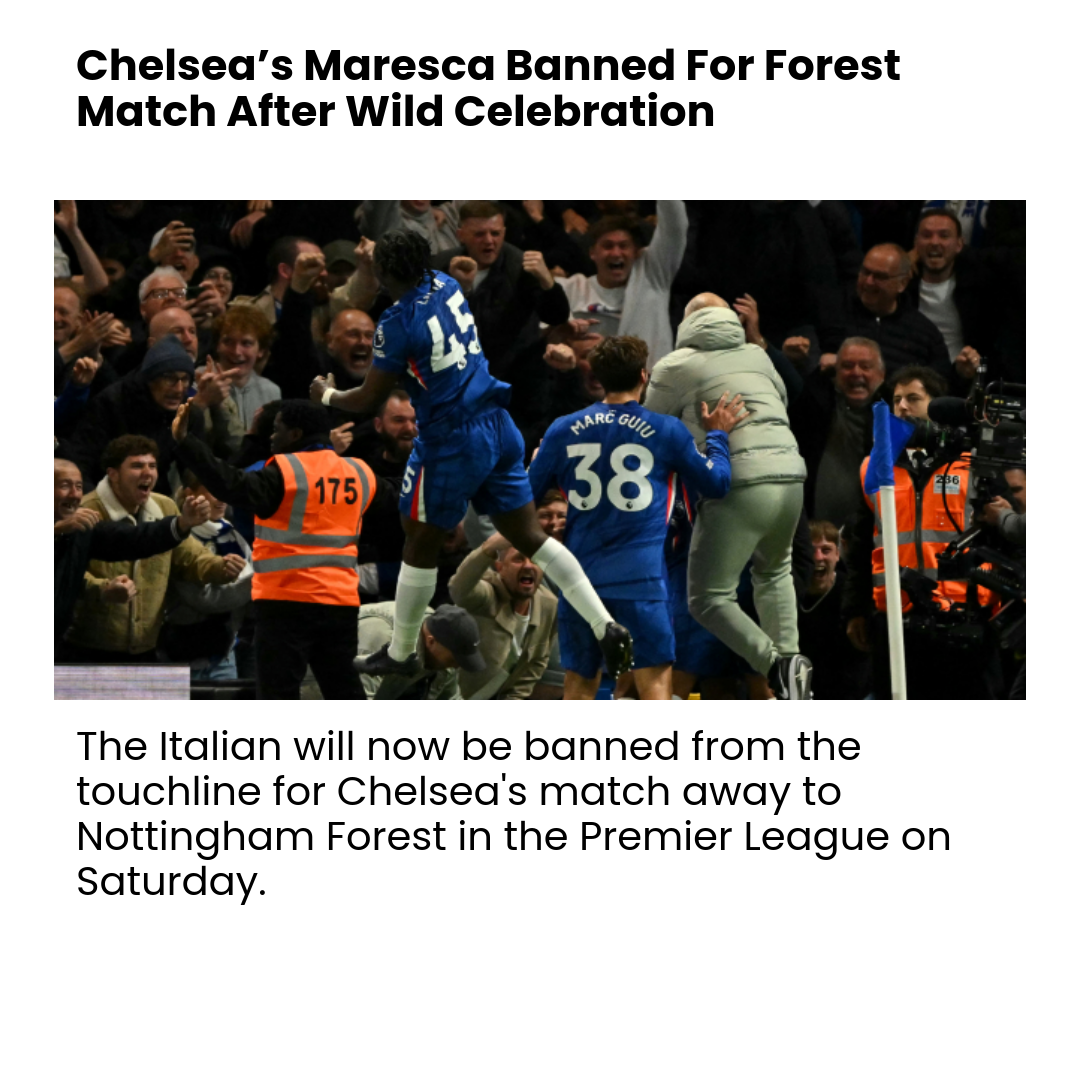 Chelsea’s Maresca Banned For Forest
Match After Wild Celebration
45
175
MARC GUIU
38
236
The Italian will now be banned from the
touchline for Chelsea's match away to
Nottingham Forest in the Premier League on
Saturday.